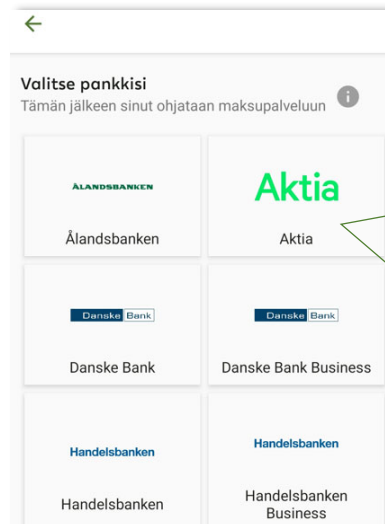 Valitse pankkisi
Tämän jälkeen sinut ohjataan maksupalveluun
ÅLANDSBANKEN
Ålandsbanken
Aktia
Aktia
Danske Bank
Danske Bank
Danske Bank
Danske Bank Business
Handelsbanken
Handelsbanken
Handelsbanken
Handelsbanken
Business